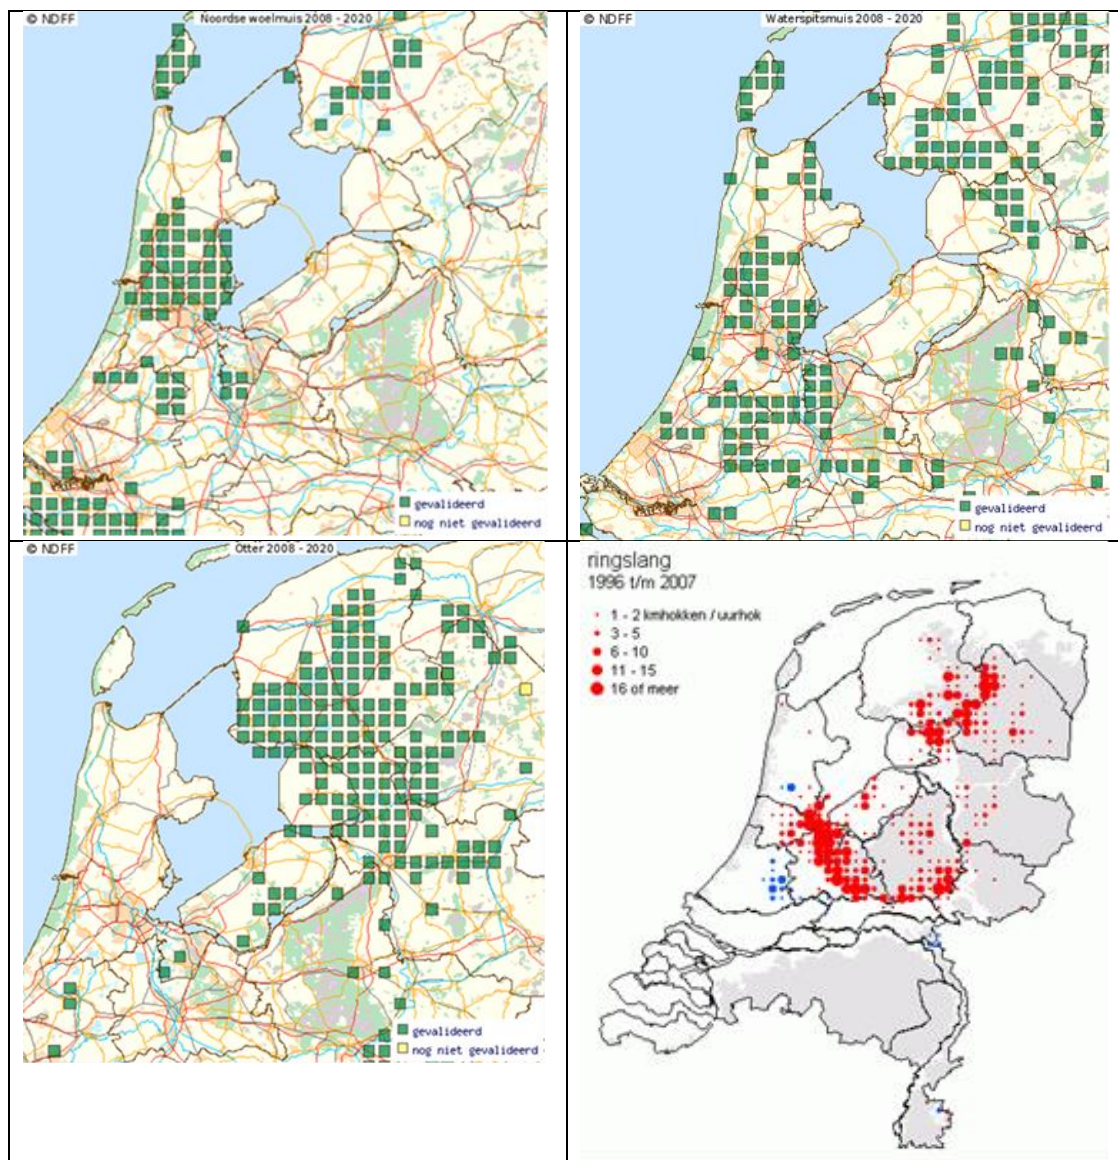 © NDFF
Noordse woelmuis 2008 - 2020
gevalideerd
nog niet gevalideerd
© NDFF
Waterspitsmuis 2008 - 2020
gevalideerd
nog niet gevalideerd
© NDFF
Otter 2008 - 2020
gevalideerd
nog niet gevalideerd
ringslang
1996 t/m 2007
1 - 2 kmhokken / uurhok
3 - 5
6 - 10
11 - 15
16 of meer